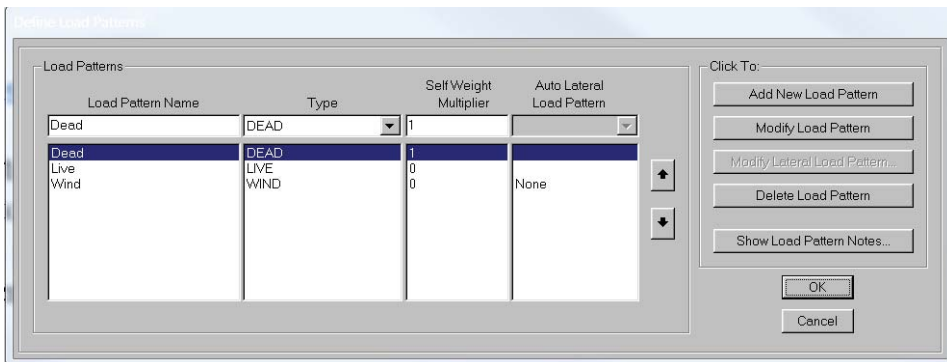 Define Load Patterns
Load Patterns
Click To:
Load Pattern Name
Type
Self Weight
Multiplier
Auto Lateral
Load Pattern
Dead
DEAD
1
Dead DEAD 1
Live LIVE 0
Wind WIND 0 None
Add New Load Pattern
Modify Load Pattern
Modify Lateral Load Pattern...
Delete Load Pattern
Show Load Pattern Notes...
OK
Cancel